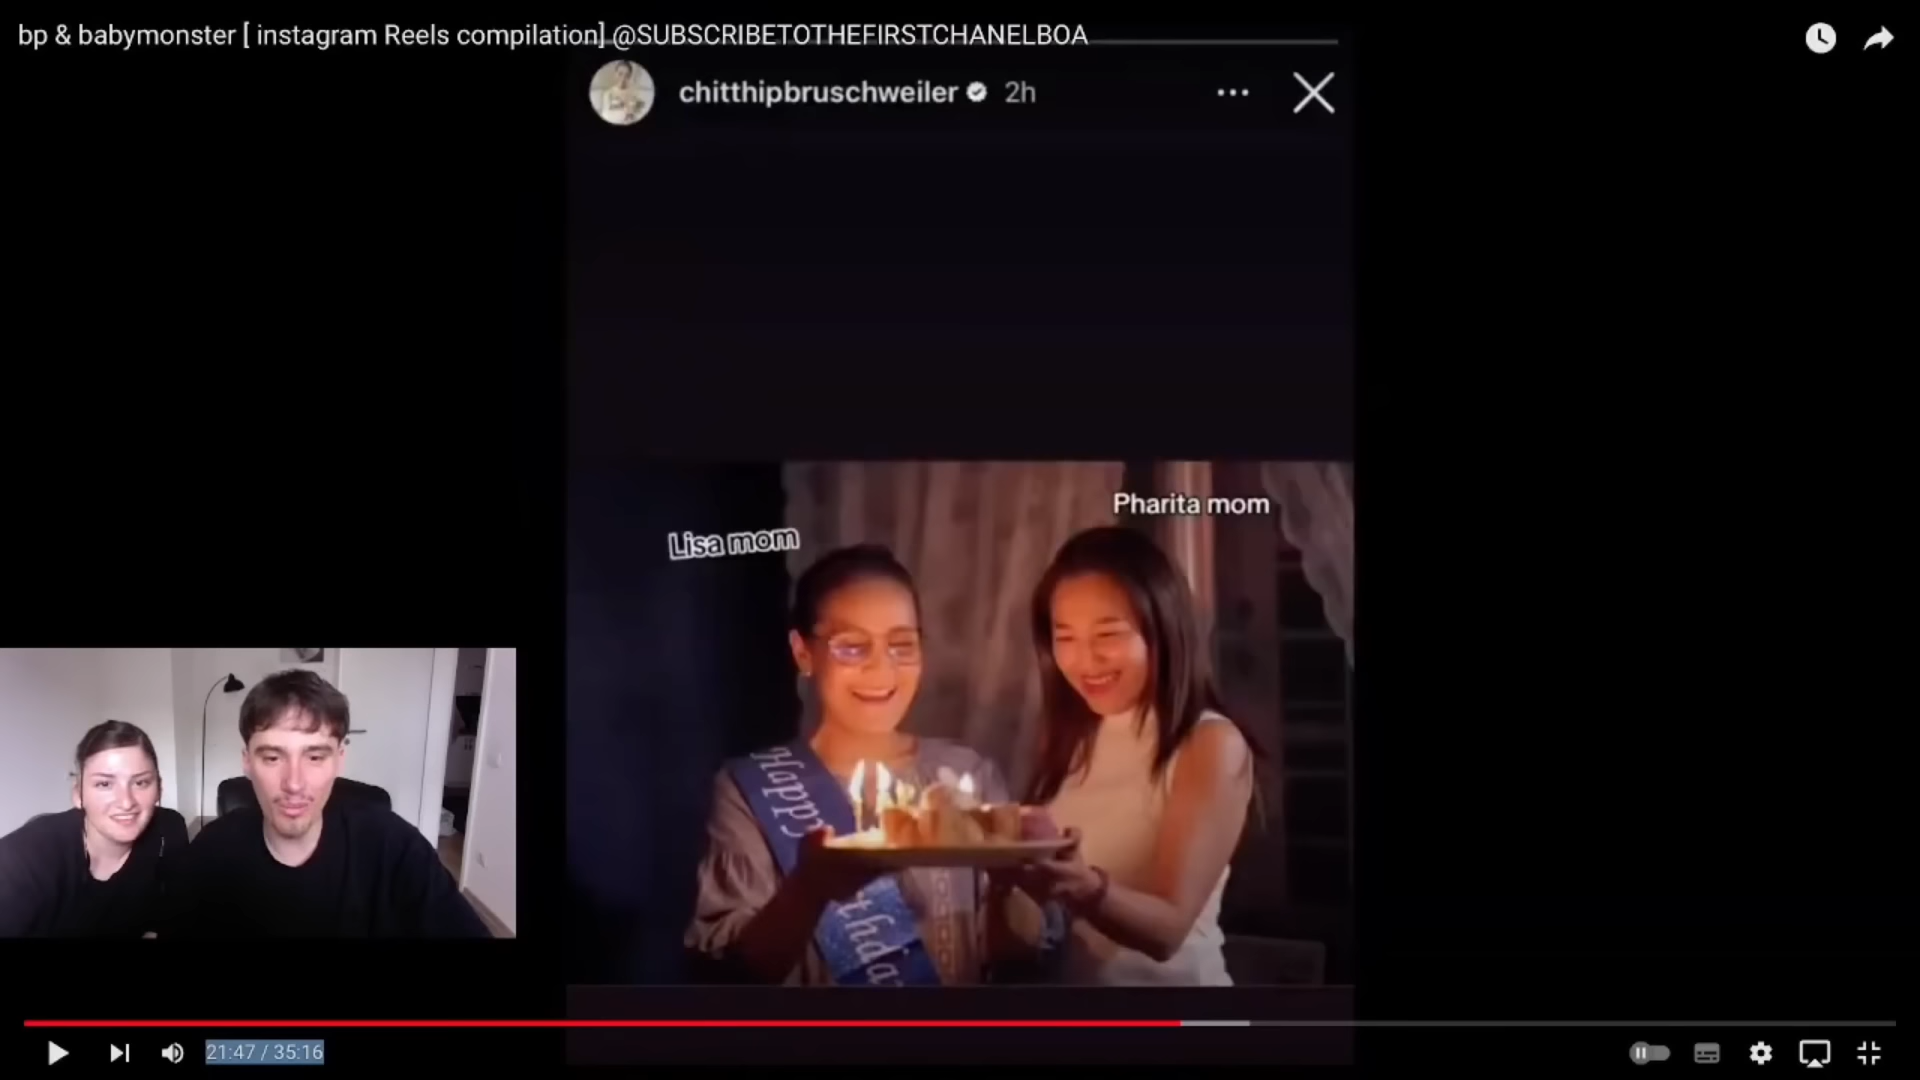 bp & babymonster [ instagram Reels compilation] @SUBSCRIBETOTHEFIRSTCHANELBOA
chitthipbruschweiler 2h
Pharita mom
Lisa mom
Happy
thda
21:47 / 35:16